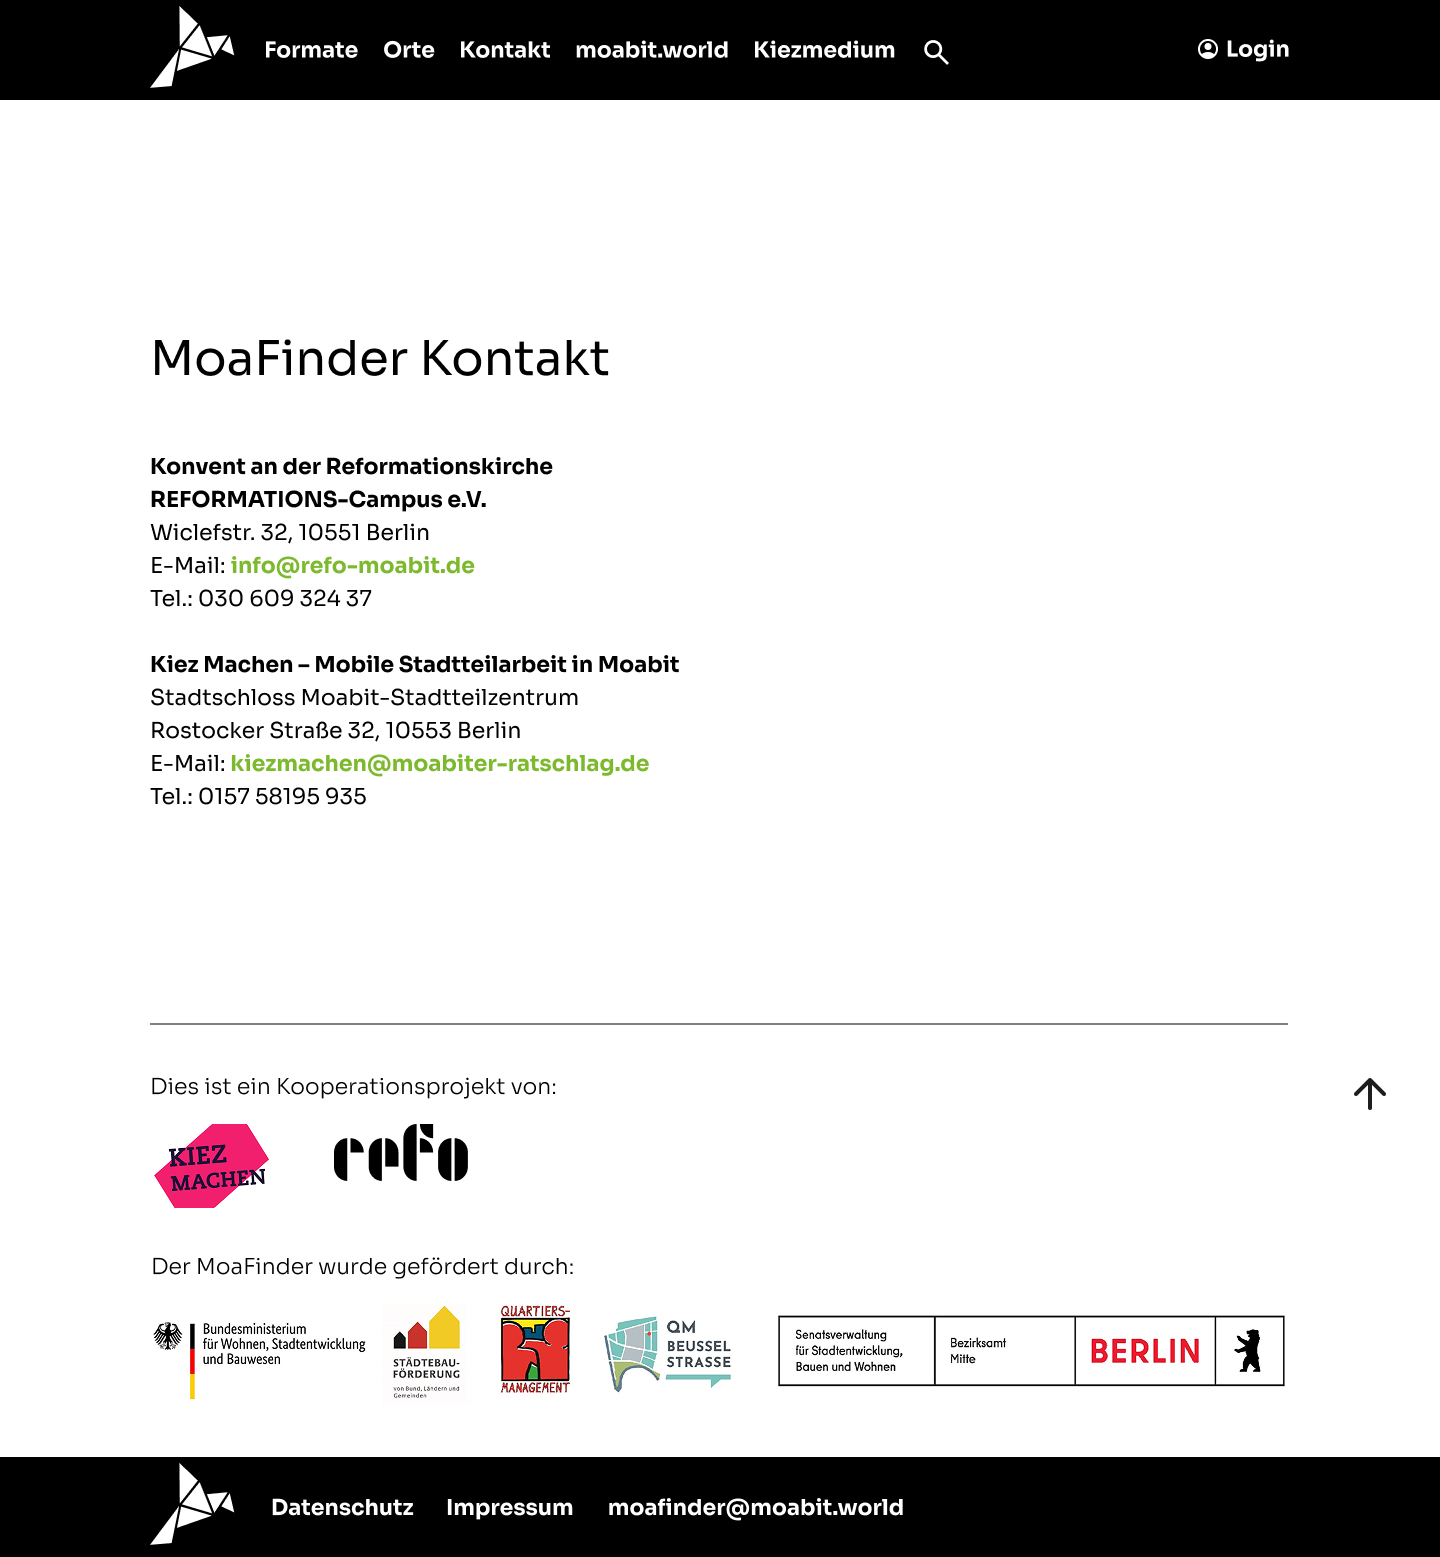 Formate Orte Kontakt moabit.world Kiezmedium Login
MoaFinder Kontakt
Konvent an der Reformationskirche
REFORMATIONS-Campus e.V.
Wiclefstr. 32, 10551 Berlin
E-Mail: info@refo-moabit.de
Tel.: 030 609 324 37
Kiez Machen – Mobile Stadtteilarbeit in Moabit
Stadtschloss Moabit-Stadtteilzentrum
Rostocker Straße 32, 10553 Berlin
E-Mail: kiezmachen@moabiter-ratschlag.de
Tel.: 0157 58195 935
Dies ist ein Kooperationsprojekt von:
KIEZ
MACHEN
refo
Der MoaFinder wurde gefördert durch:
Bundesministerium
für Wohnen, Stadtentwicklung
und Bauwesen
STÄDTEBAU-
FÖRDERUNG
von Bund, Ländern und
Gemeinden
QUARTIERS-
MANAGEMENT
QM
BEUSSEL
STRASSE
Senatsverwaltung
für Stadtentwicklung,
Bauen und Wohnen
Bezirksamt
Mitte
BERLIN
Datenschutz Impressum moafinder@moabit.world